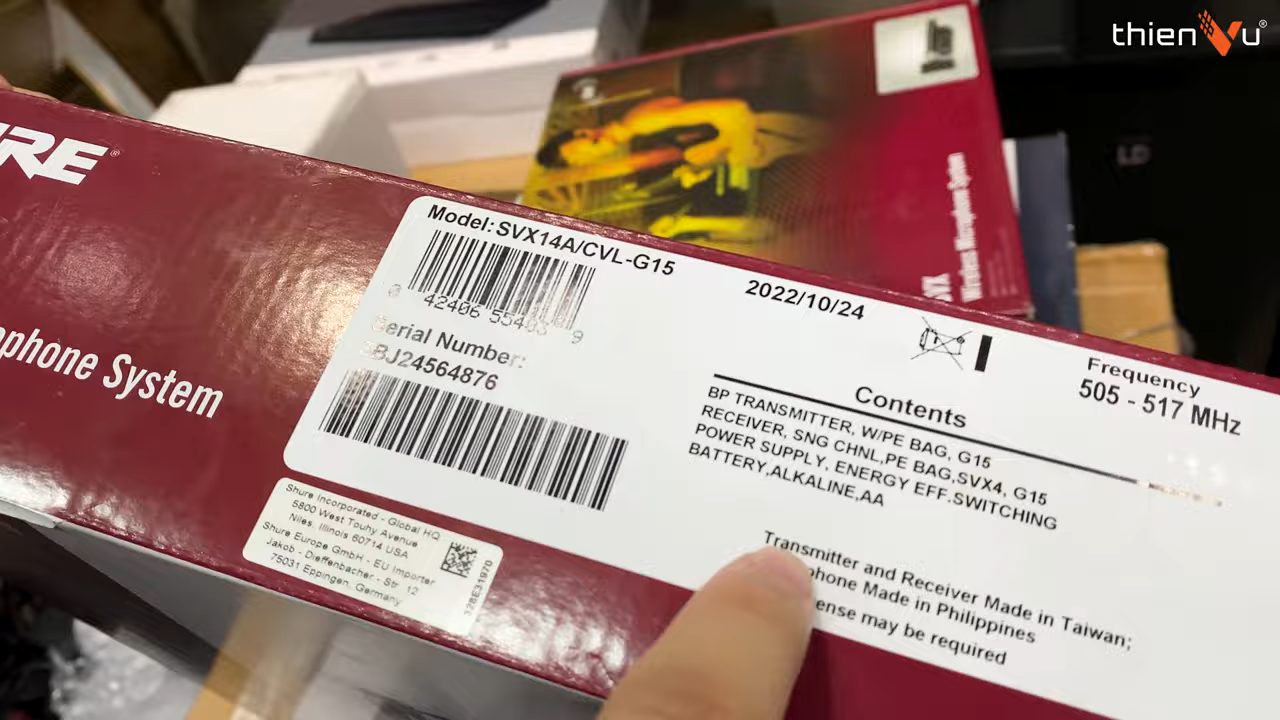 thienVu®
RE®
phone System
Model: SVX14A/CVL-G15
42406
Serial Number:
BJ24564876
2022/10/24
Frequency
505 - 517 MHz
Contents
BP TRANSMITTER, W/PE BAG, G15
RECEIVER, SNG CHNL,PE BAG,SVX4, G15
POWER SUPPLY, ENERGY EFF.SWITCHING
BATTERY,ALKALINE,AA
Transmitter and Receiver Made in Taiwan;
phone Made in Philippines
ense may be required
Shure Incorporated - Global HQ
5800 West Touhy Avenue
Niles, Illinois 60714 USA
Shure Europe GmbH - EU Importer
Jakob - Dieffenbacher - Str. 12
75031 Eppingen, Germany
32BE31970
SVX
Wireless Microphone System